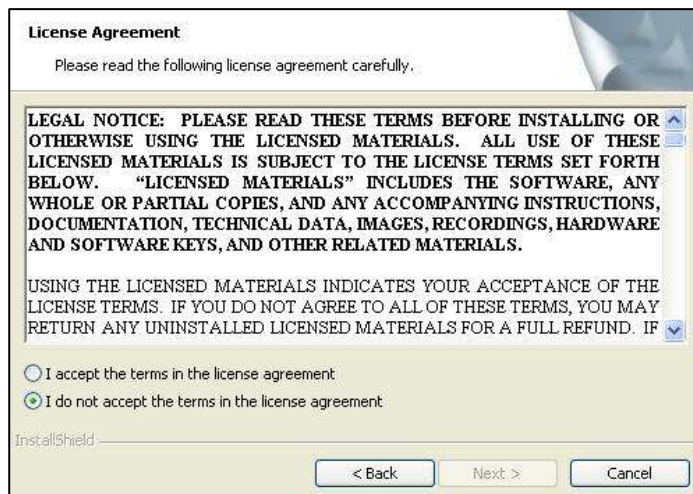 License Agreement
Please read the following license agreement carefully.
LEGAL NOTICE: PLEASE READ THESE TERMS BEFORE INSTALLING OR
OTHERWISE USING THE LICENSED MATERIALS. ALL USE OF THESE
LICENSED MATERIALS IS SUBJECT TO THE LICENSE TERMS SET FORTH
BELOW. “LICENSED MATERIALS” INCLUDES THE SOFTWARE, ANY
WHOLE OR PARTIAL COPIES, AND ANY ACCOMPANYING INSTRUCTIONS,
DOCUMENTATION, TECHNICAL DATA, IMAGES, RECORDINGS, HARDWARE
AND SOFTWARE KEYS, AND OTHER RELATED MATERIALS.
USING THE LICENSED MATERIALS INDICATES YOUR ACCEPTANCE OF THE
LICENSE TERMS. IF YOU DO NOT AGREE TO ALL OF THESE TERMS, YOU MAY
RETURN ANY UNINSTALLED LICENSED MATERIALS FOR A FULL REFUND. IF
I accept the terms in the license agreement
I do not accept the terms in the license agreement
InstallShield
< Back Next > Cancel